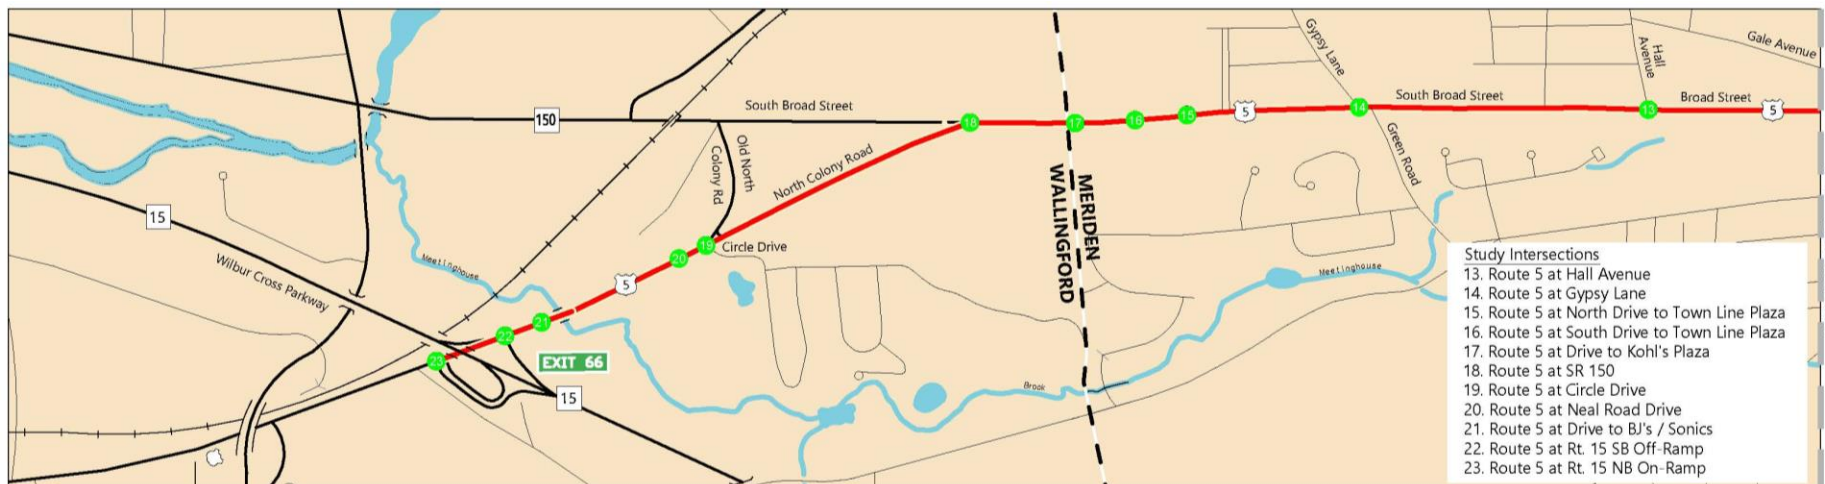 Gypsy Lane
Hall
Avenue
Gale Avenue
South Broad Street
Broad Street
5
South Broad Street
150
5
13
14
15
16
17
18
Old North
Colony Rd
North Colony Road
Green Road
MERIDEN
WALLINGFORD
15
Wilbur Cross Parkway
Meetinghouse
19
Circle Drive
20
5
21
22
23
EXIT 66
15
Brook
Meetinghouse
Study Intersections
13. Route 5 at Hall Avenue
14. Route 5 at Gypsy Lane
15. Route 5 at North Drive to Town Line Plaza
16. Route 5 at South Drive to Town Line Plaza
17. Route 5 at Drive to Kohl's Plaza
18. Route 5 at SR 150
19. Route 5 at Circle Drive
20. Route 5 at Neal Road Drive
21. Route 5 at Drive to BJ's / Sonics
22. Route 5 at Rt. 15 SB Off-Ramp
23. Route 5 at Rt. 15 NB On-Ramp